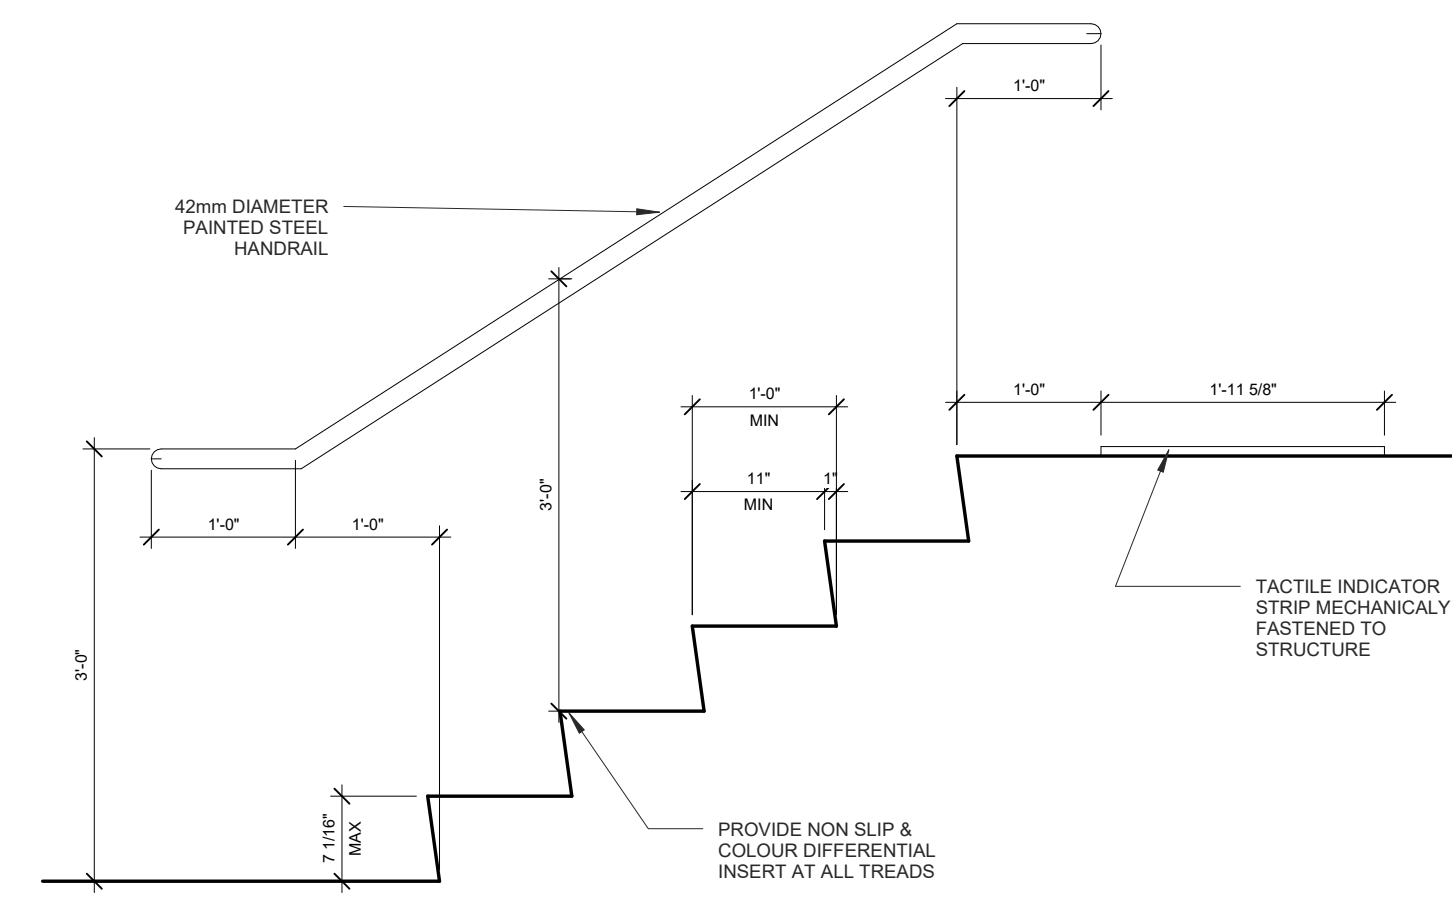 1'-0"
42mm DIAMETER
PAINTED STEEL
HANDRAIL
1'-0"
MIN
1'-0"
1'-11 5/8"
11"
1"
MIN
3'-0"
1'-0"
1'-0"
3'-0"
TACTILE INDICATOR
STRIP MECHANICALY
FASTENED TO
STRUCTURE
7 1/16"
MAX
PROVIDE NON SLIP &
COLOUR DIFFERENTIAL
INSERT AT ALL TREADS